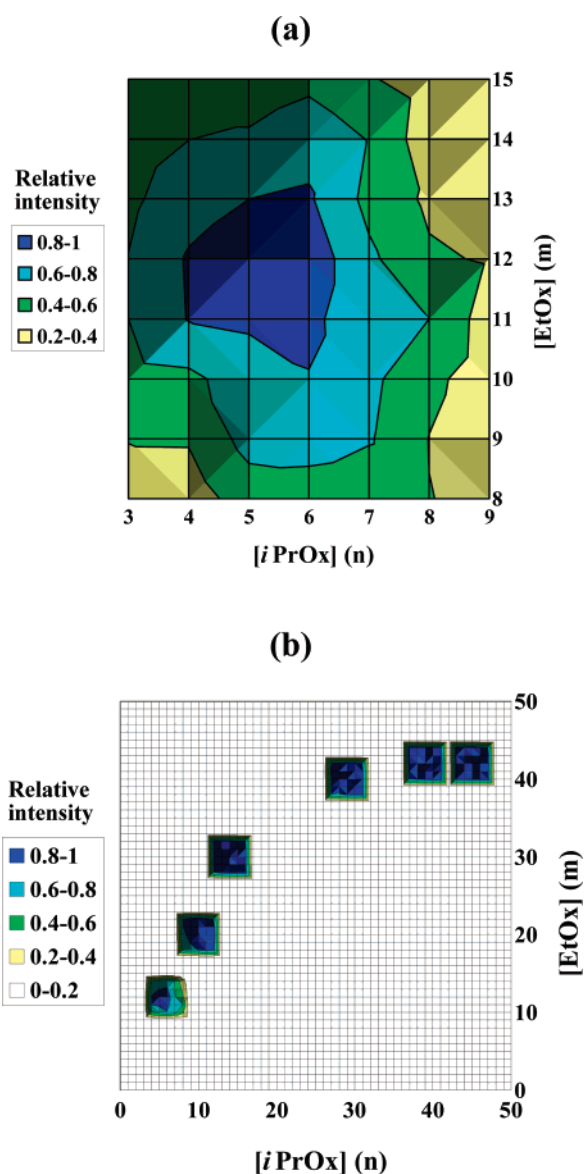 (a)
Relative
intensity
0.8-1
0.6-0.8
0.4-0.6
0.2-0.4
15
14
13
12
11
10
9
8
[EtOx] (m)
3 4 5 6 7 8 9
[i PrOx] (n)
(b)
Relative
intensity
0.8-1
0.6-0.8
0.4-0.6
0.2-0.4
0-0.2
50
40
30
20
10
0
[EtOx] (m)
0 10 20 30 40 50
[i PrOx] (n)